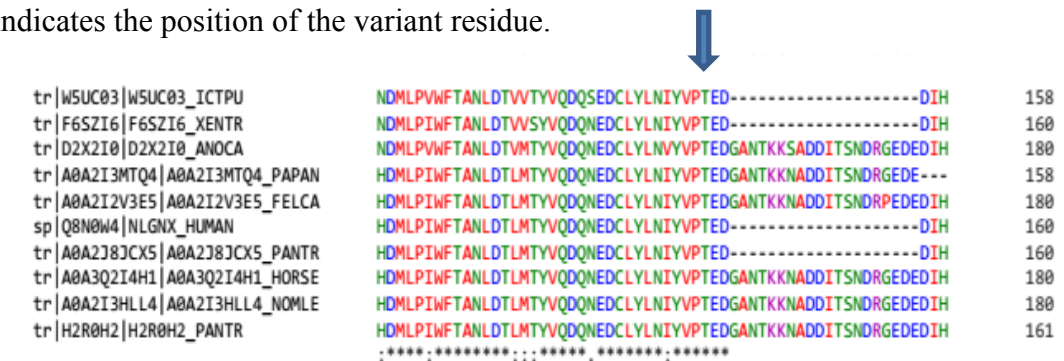 ndicates the position of the variant residue.
tr|W5UC03|W5UC03_ICTPU NDMLPVWFTANLDTVVTYVQDQSEDCLYLNIYVPTED--------------------DIH 158
tr|F6SZI6|F6SZI6_XENTR NDMLPIWFTANLDTVVSYVQDQNEDCLYLNIYVPTED--------------------DIH 160
tr|D2X2I0|D2X2I0_ANOCA NDMLPVWFTANLDTVMTYVQDQNEDCLYLNVYVPTEDGANTKKSADDITSNDRGEDEDIH 180
tr|A0A2I3MTQ4|A0A2I3MTQ4_PAPAN HDMLPIWFTANLDTLMTYVQDQNEDCLYLNIYVPTEDGANTKKNADDITSNDRGEDE--- 158
tr|A0A2I2V3E5|A0A2I2V3E5_FELCA HDMLPIWFTANLDTLMTYVQDQNEDCLYLNIYVPTEDGANTKKNADDITSNDRPEDEDIH 180
sp|Q8N0W4|NLGNX_HUMAN HDMLPIWFTANLDTLMTYVQDQNEDCLYLNIYVPTED--------------------DIH 160
tr|A0A2J8JCX5|A0A2J8JCX5_PANTR HDMLPIWFTANLDTLMTYVQDQNEDCLYLNIYVPTED--------------------DIH 160
tr|A0A3Q2I4H1|A0A3Q2I4H1_HORSE HDMLPIWFTANLDTLMTYVQDQNEDCLYLNIYVPTEDGANTKKNADDITSNDRGEDEDIH 180
tr|A0A2I3HLL4|A0A2I3HLL4_NOMLE HDMLPIWFTANLDTLMTYVQDQNEDCLYLNIYVPTEDGANTKKNADDITSNDRGEDEDIH 180
tr|H2R0H2|H2R0H2_PANTR HDMLPIWFTANLDTLMTYVQDQNEDCLYLNIYVPTEDGANTKKNADDITSNDRGEDEDIH 161
:****:********:::*****.*******:******